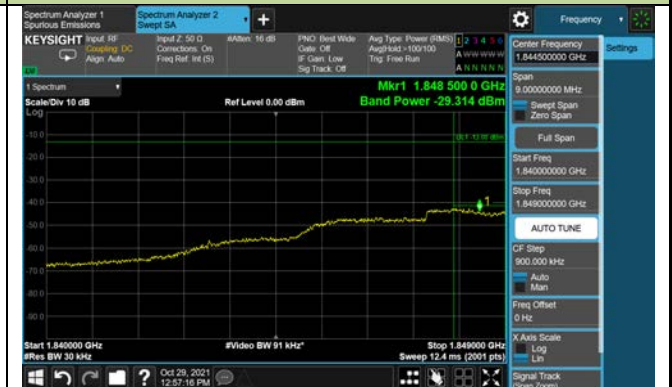 Spectrum Analyzer 1
Spurious Emissions
Spectrum Analyzer 2
Swept SA
Frequency
KEYSIGHT
Input: RF
Coupling: DC
Align: Auto
Input Z: 50 Ω
Corrections: On
Freq Ref: Int (S)
#Atten: 16 dB
PNO: Best Wide
Gate: Off
IF Gain: Low
Sig Track: Off
Avg Type: Power (RMS)
Avg|Hold:>100/100
Trig: Free Run
1 2 3 4 5 6
A W W W W W
A N N N N N
1 Spectrum
Scale/Div 10 dB
Ref Level 0.00 dBm
Mkr1 1.848 500 0 GHz
Band Power -29.314 dBm
Log
-10.0
-20.0
-30.0
-40.0
-50.0
-60.0
-70.0
-80.0
-90.0
1
Start 1.840000 GHz
#Res BW 30 kHz
#Video BW 91 kHz*
Stop 1.849000 GHz
Sweep 12.4 ms (2001 pts)
Center Frequency
1.844500000 GHz
Settings
Span
9.00000000 MHz
Swept Span
Zero Span
Full Span
Start Freq
1.840000000 GHz
Stop Freq
1.849000000 GHz
AUTO TUNE
CF Step
900.000 kHz
Auto
Man
Freq Offset
0 Hz
X Axis Scale
Log
Lin
Signal Track
(Span Zoom)
Oct 29, 2021
12:57:16 PM